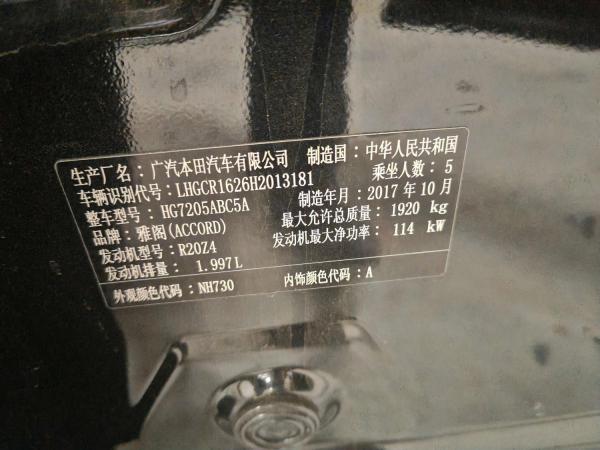 生产厂名：广汽本田汽车有限公司 制造国：中华人民共和国
车辆识别代号：LHGCR1626H2013181 乘坐人数：5
整车型号：HG7205ABC5A 制造年月：2017年10月
品牌：雅阁(ACCORD) 最大允许总质量：1920 kg
发动机型号：R20Z4 发动机最大净功率：114 kW
发动机排量：1.997L
外观颜色代码：NH730 内饰颜色代码：A